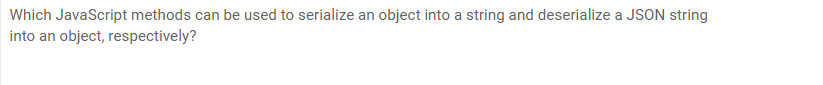 Which JavaScript methods can be used to serialize an object into a string and deserialize a JSON string
into an object, respectively?